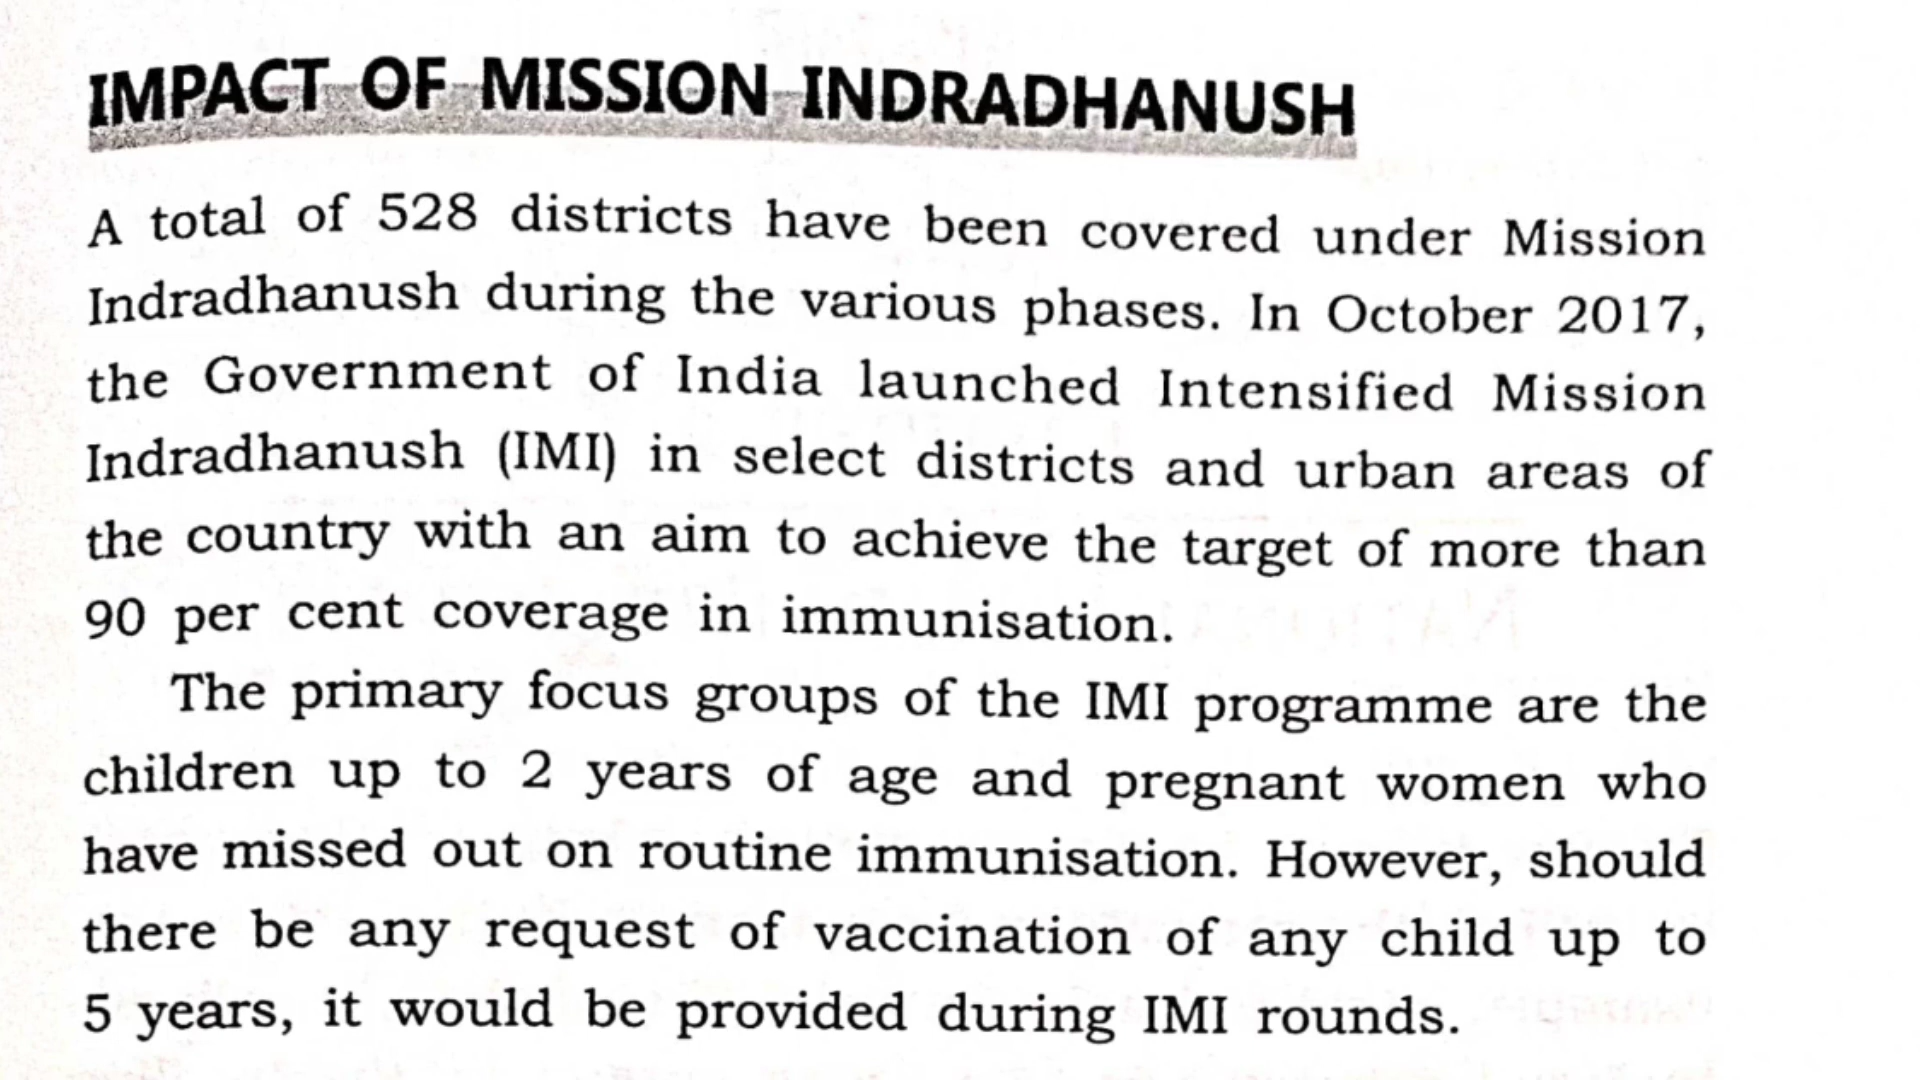 IMPACT OF MISSION INDRADHANUSH
A total of 528 districts have been covered under Mission
Indradhanush during the various phases. In October 2017,
the Government of India launched Intensified Mission
Indradhanush (IMI) in select districts and urban areas of
the country with an aim to achieve the target of more than
90 per cent coverage in immunisation.
The primary focus groups of the IMI programme are the
children up to 2 years of age and pregnant women who
have missed out on routine immunisation. However, should
there be any request of vaccination of any child up to
5 years, it would be provided during IMI rounds.